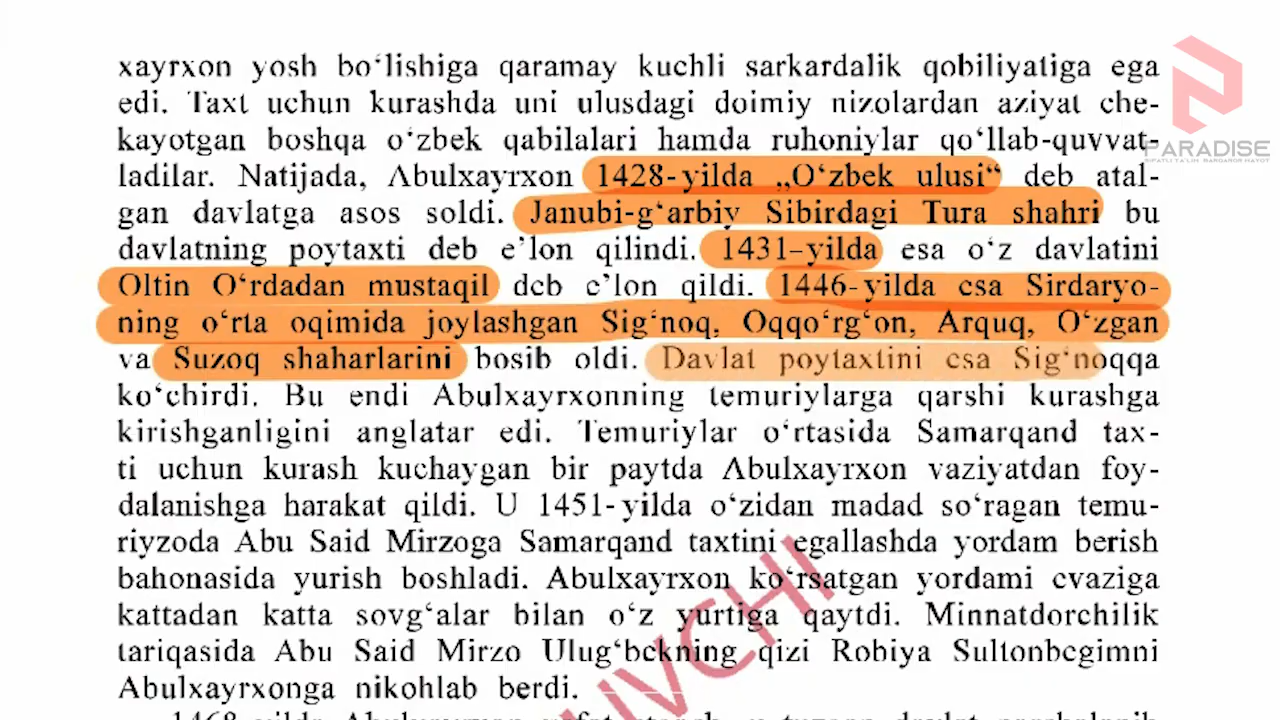 PARADISE
SIFATLI TA'LIM BARQAROR HAYOT
xayrxon yosh bo‘lishiga qaramay kuchli sarkardalik qobiliyatiga ega
edi. Taxt uchun kurashda uni ulusdagi doimiy nizolardan aziyat che-
kayotgan boshqa o‘zbek qabilalari hamda ruhoniylar qo‘llab-quvvat-
ladilar. Natijada, Abulxayrxon 1428-yilda „O‘zbek ulusi“ deb atal-
gan davlatga asos soldi. Janubi-g‘arbiy Sibirdagi Tura shahri bu
davlatning poytaxti deb e’lon qilindi. 1431-yilda esa o‘z davlatini
Oltin O‘rdadan mustaqil deb e’lon qildi. 1446-yilda esa Sirdaryo-
ning o‘rta oqimida joylashgan Sig‘noq, Oqqo‘rg‘on, Arquq, O‘zgan
va Suzoq shaharlarini bosib oldi. Davlat poytaxtini esa Sig‘noqqa
ko‘chirdi. Bu endi Abulxayrxonning temuriylarga qarshi kurashga
kirishganligini anglatar edi. Temuriylar o‘rtasida Samarqand tax-
ti uchun kurash kuchaygan bir paytda Abulxayrxon vaziyatdan foy-
dalanishga harakat qildi. U 1451-yilda o‘zidan madad so‘ragan temu-
riyzoda Abu Said Mirzoga Samarqand taxtini egallashda yordam berish
bahonasida yurish boshladi. Abulxayrxon ko‘rsatgan yordami evaziga
kattadan katta sovg‘alar bilan o‘z yurtiga qaytdi. Minnatdorchilik
tariqasida Abu Said Mirzo Ulug‘bekning qizi Robiya Sultonbegimni
Abulxayrxonga nikohlab berdi.